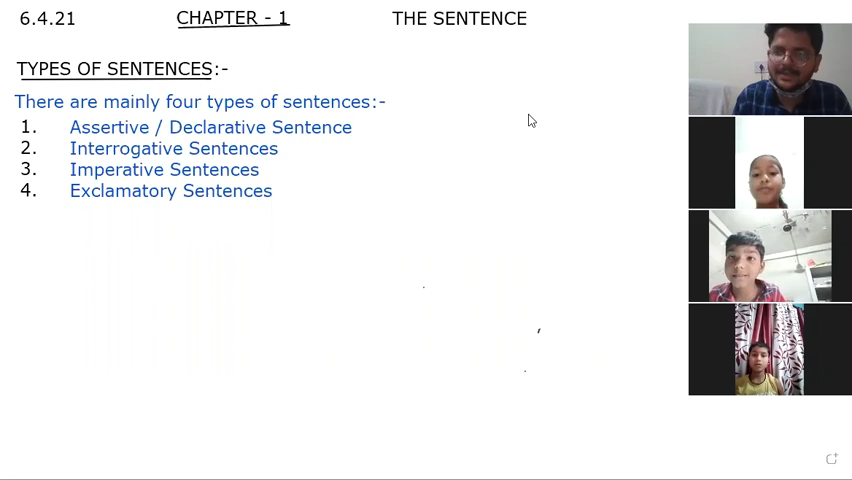 6.4.21 CHAPTER - 1 THE SENTENCE
TYPES OF SENTENCES:-
There are mainly four types of sentences:-
1. Assertive / Declarative Sentence
2. Interrogative Sentences
3. Imperative Sentences
4. Exclamatory Sentences